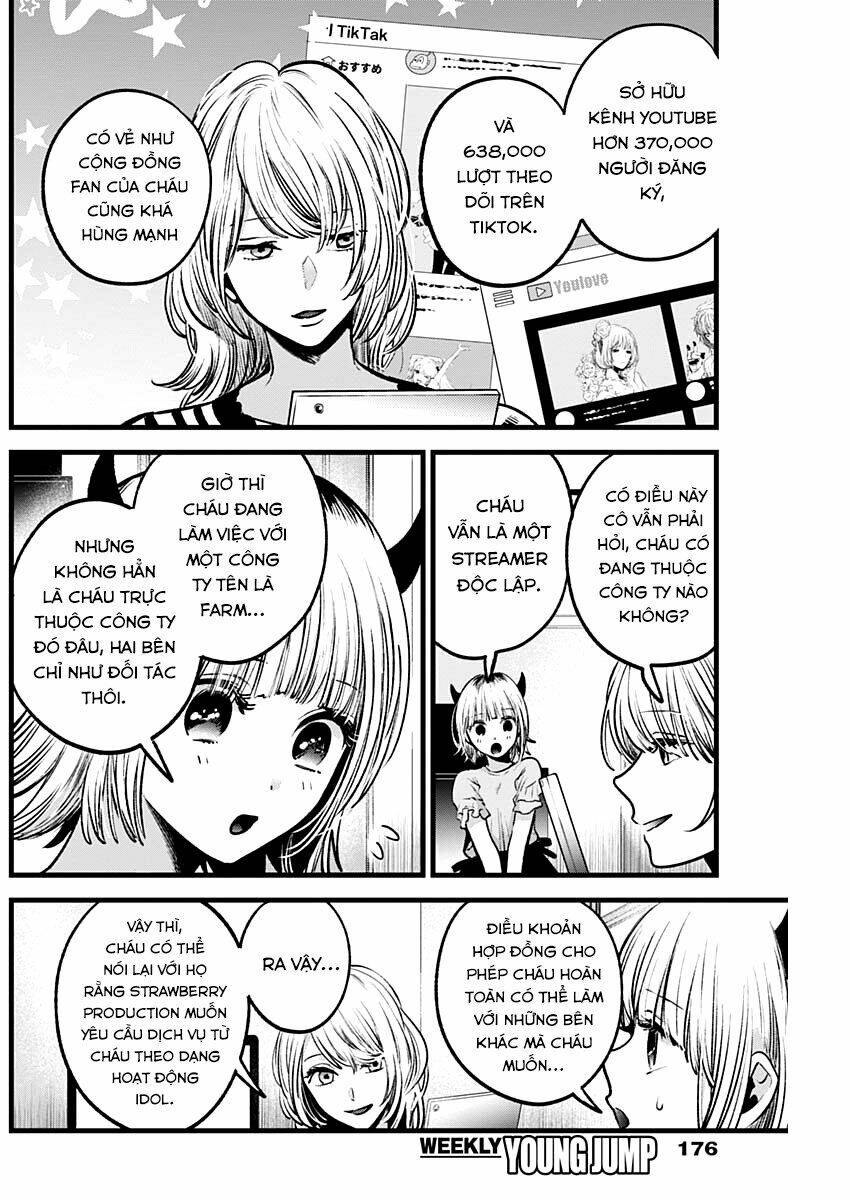 SỞ HỮU
KÊNH YOUTUBE
HƠN 370,000
NGƯỜI ĐĂNG
KÝ,
VÀ
638,000
LƯỢT THEO
DÕI TRÊN
TIKTOK.
TikTak
おすすめ
Youlove
CÓ VẺ NHƯ
CỘNG ĐỒNG
FAN CỦA CHÁU
CŨNG KHÁ
HÙNG MẠNH
CÓ ĐIỀU NÀY
CÔ VẪN PHẢI
HỎI, CHÁU CÓ
ĐANG THUỘC
CÔNG TY NÀO
KHÔNG?
CHÁU
VẪN LÀ MỘT
STREAMER
ĐỘC LẬP.
GIỜ THÌ
CHÁU ĐANG
LÀM VIỆC VỚI
MỘT CÔNG
TY TÊN LÀ
FARM...
NHƯNG
KHÔNG HẲN
LÀ CHÁU TRỰC
THUỘC CÔNG TY
ĐÓ ĐÂU, HAI BÊN
CHỈ NHƯ ĐỐI TÁC
THÔI.
ĐIỀU KHOẢN
HỢP ĐỒNG CHO
PHÉP CHÁU HOÀN
TOÀN CÓ THỂ LÀM
VỚI NHỮNG BÊN
KHÁC MÀ CHÁU
MUỐN...
RA VẬY...
VẬY THÌ,
CHÁU CÓ THỂ
NÓI LẠI VỚI HỌ
RẰNG STRAWBERRY
PRODUCTION MUỐN
YÊU CẦU DỊCH VỤ TỪ
CHÁU THEO DẠNG
HOẠT ĐỘNG
IDOL.
WEEKLY YOUNG JUMP 176